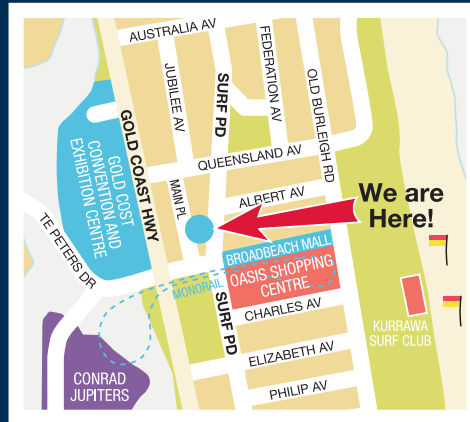 AUSTRALIA AV
JUBILEE AV
SURF PD
FEDERATION AV
OLD BURLEIGH RD
GOLD COAST HWY
GOLD COST
CONVENTION AND
EXHIBITION CENTRE
QUEENSLAND AV
MAIN PL
ALBERT AV
We are
Here!
TE PETERS DR
BROADBEACH MALL
MONORAIL
OASIS SHOPPING
CENTRE
SURF PD
CHARLES AV
KURRAWA
SURF CLUB
ELIZABETH AV
CONRAD
JUPITERS
PHILIP AV